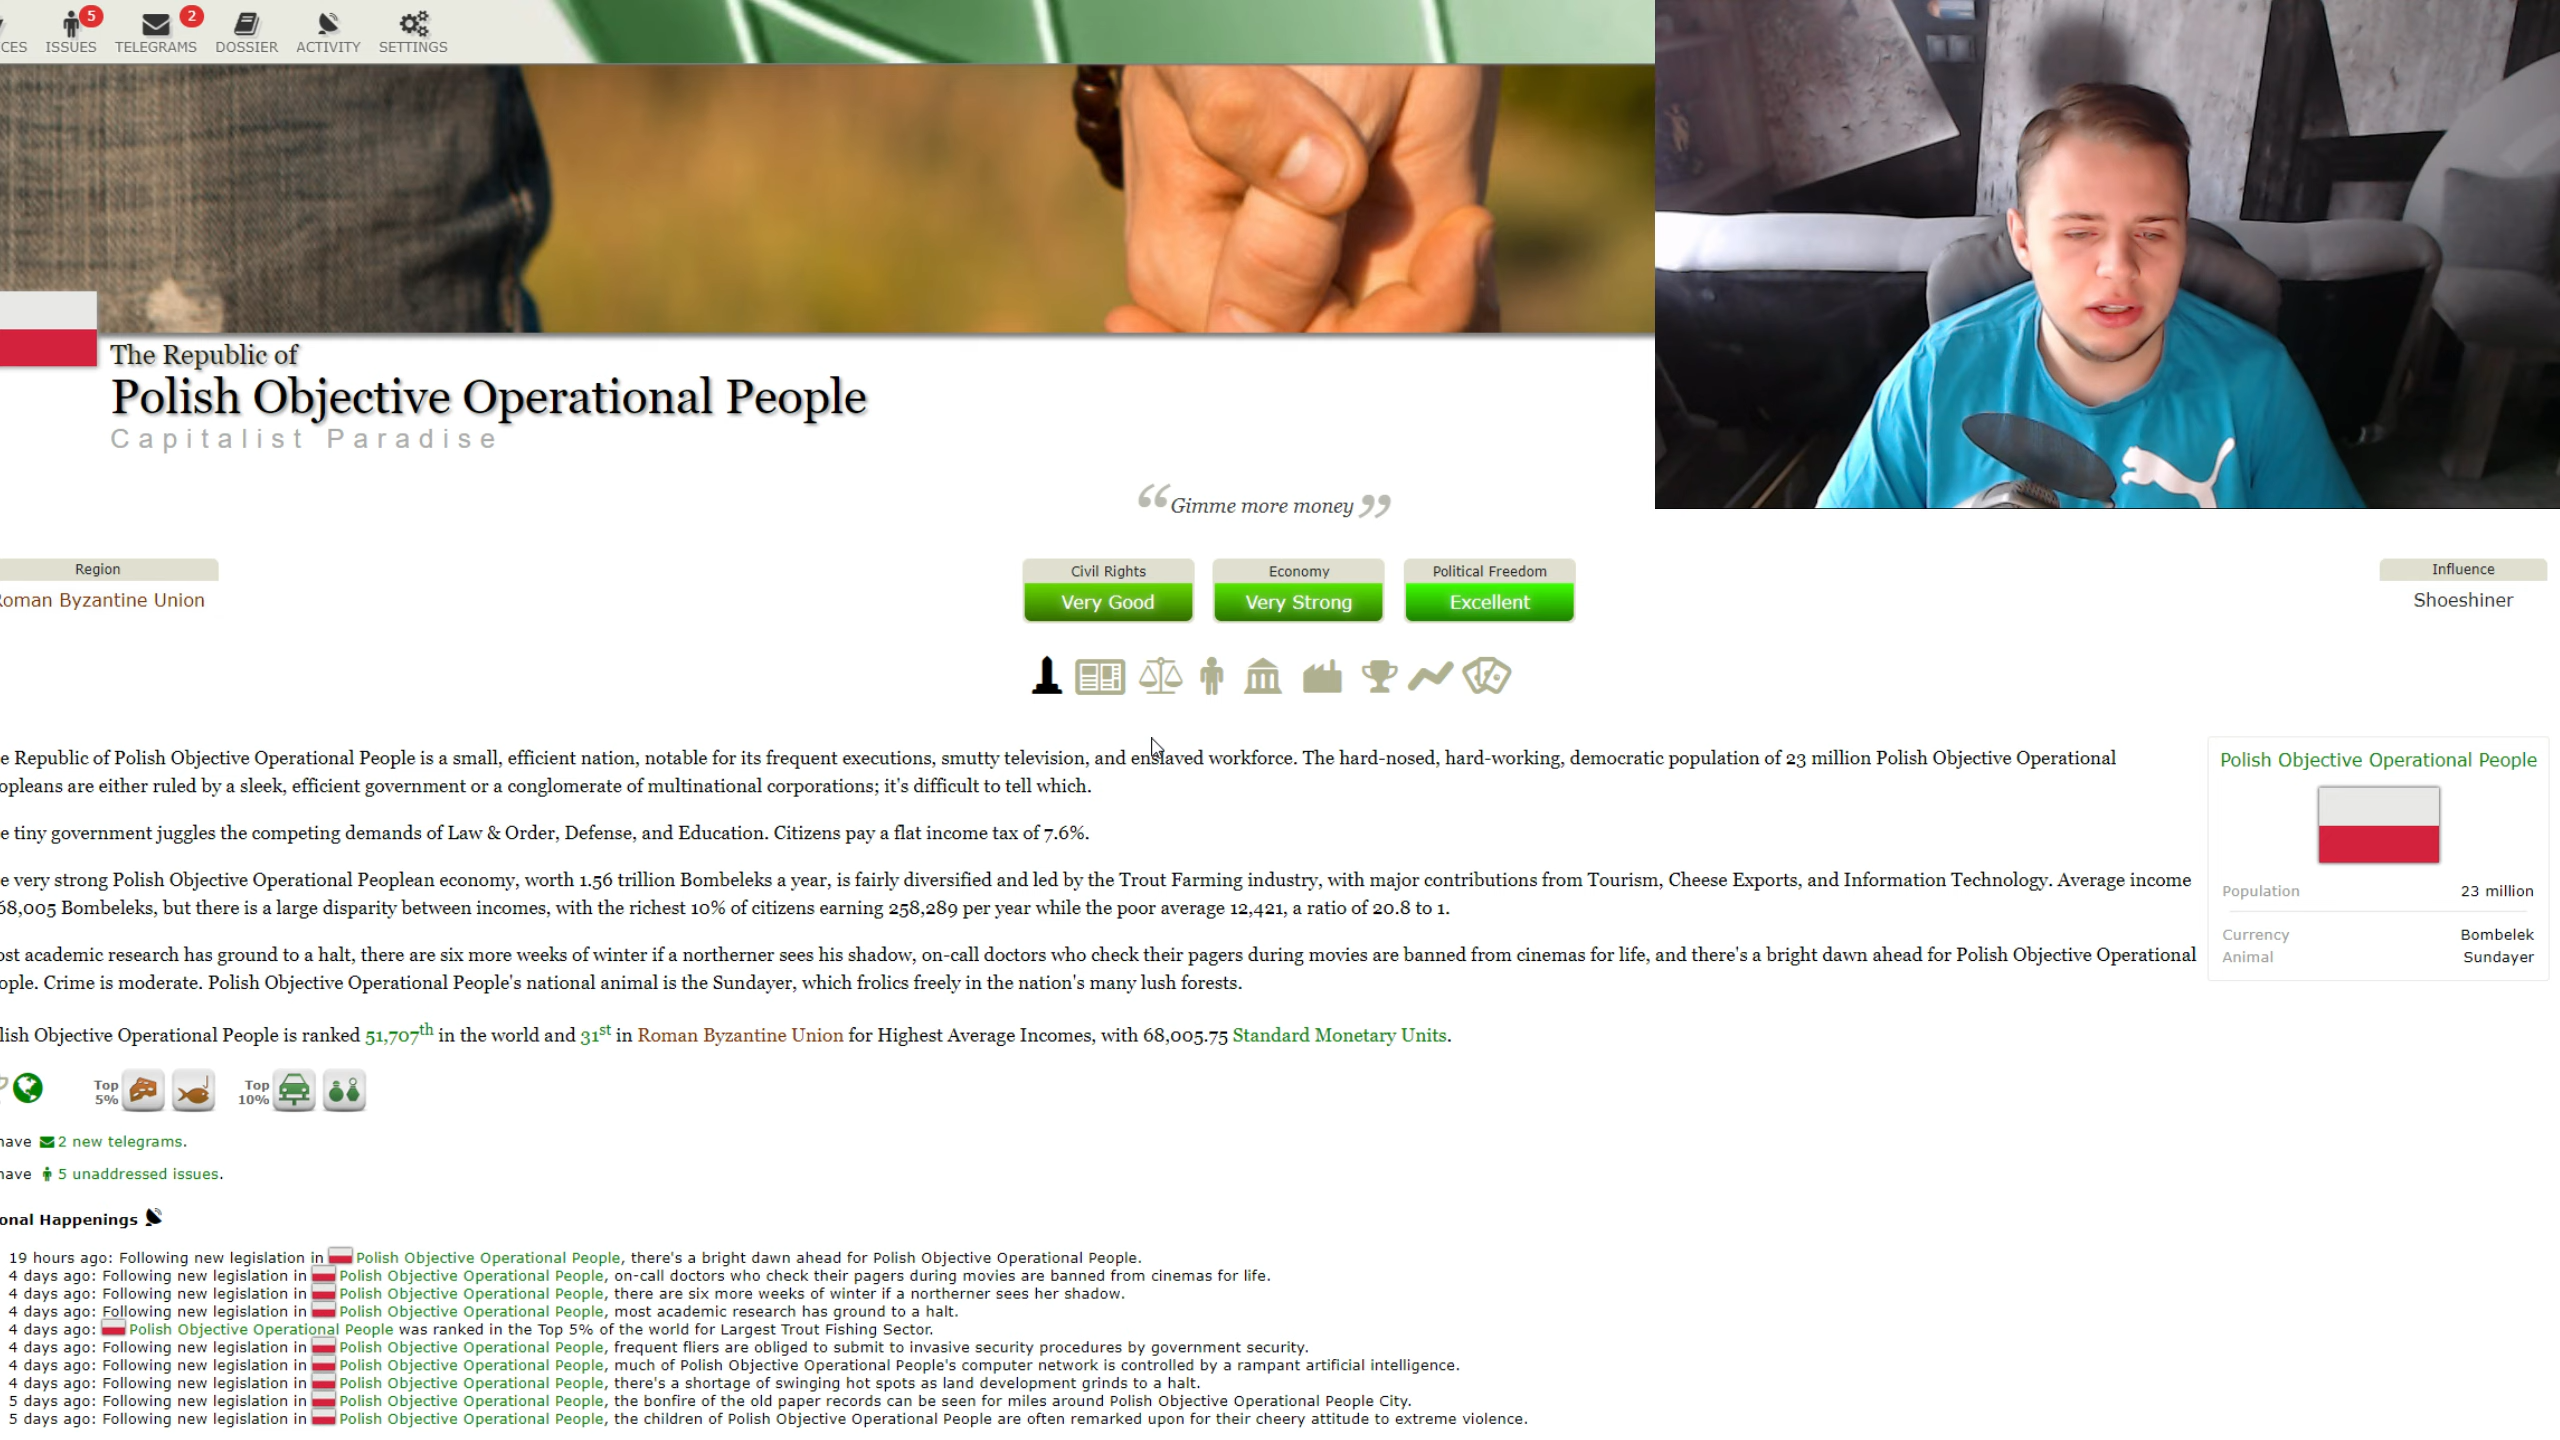 CES ISSUES 5 TELEGRAMS 2 DOSSIER ACTIVITY SETTINGS
The Republic of
Polish Objective Operational People
Capitalist Paradise
“Gimme more money”
Region
Roman Byzantine Union
Civil Rights Economy Political Freedom
Very Good Very Strong Excellent
Influence
Shoeshiner
e Republic of Polish Objective Operational People is a small, efficient nation, notable for its frequent executions, smutty television, and enslaved workforce. The hard-nosed, hard-working, democratic population of 23 million Polish Objective Operational
opleans are either ruled by a sleek, efficient government or a conglomerate of multinational corporations; it's difficult to tell which.
e tiny government juggles the competing demands of Law & Order, Defense, and Education. Citizens pay a flat income tax of 7.6%.
e very strong Polish Objective Operational Peoplean economy, worth 1.56 trillion Bombeleks a year, is fairly diversified and led by the Trout Farming industry, with major contributions from Tourism, Cheese Exports, and Information Technology. Average income
68,005 Bombeleks, but there is a large disparity between incomes, with the richest 10% of citizens earning 258,289 per year while the poor average 12,421, a ratio of 20.8 to 1.
ost academic research has ground to a halt, there are six more weeks of winter if a northerner sees his shadow, on-call doctors who check their pagers during movies are banned from cinemas for life, and there's a bright dawn ahead for Polish Objective Operational
ople. Crime is moderate. Polish Objective Operational People's national animal is the Sundayer, which frolics freely in the nation's many lush forests.
lish Objective Operational People is ranked 51,707th in the world and 31st in Roman Byzantine Union for Highest Average Incomes, with 68,005.75 Standard Monetary Units.
Polish Objective Operational People
Population 23 million
Currency Bombelek
Animal Sundayer
Top 5% Top 10%
have 2 new telegrams.
have 5 unaddressed issues.
onal Happenings
19 hours ago: Following new legislation in Polish Objective Operational People, there's a bright dawn ahead for Polish Objective Operational People.
4 days ago: Following new legislation in Polish Objective Operational People, on-call doctors who check their pagers during movies are banned from cinemas for life.
4 days ago: Following new legislation in Polish Objective Operational People, there are six more weeks of winter if a northerner sees her shadow.
4 days ago: Following new legislation in Polish Objective Operational People, most academic research has ground to a halt.
4 days ago: Polish Objective Operational People was ranked in the Top 5% of the world for Largest Trout Fishing Sector.
4 days ago: Following new legislation in Polish Objective Operational People, frequent fliers are obliged to submit to invasive security procedures by government security.
4 days ago: Following new legislation in Polish Objective Operational People, much of Polish Objective Operational People's computer network is controlled by a rampant artificial intelligence.
4 days ago: Following new legislation in Polish Objective Operational People, there's a shortage of swinging hot spots as land development grinds to a halt.
5 days ago: Following new legislation in Polish Objective Operational People, the bonfire of the old paper records can be seen for miles around Polish Objective Operational People City.
5 days ago: Following new legislation in Polish Objective Operational People, the children of Polish Objective Operational People are often remarked upon for their cheery attitude to extreme violence.